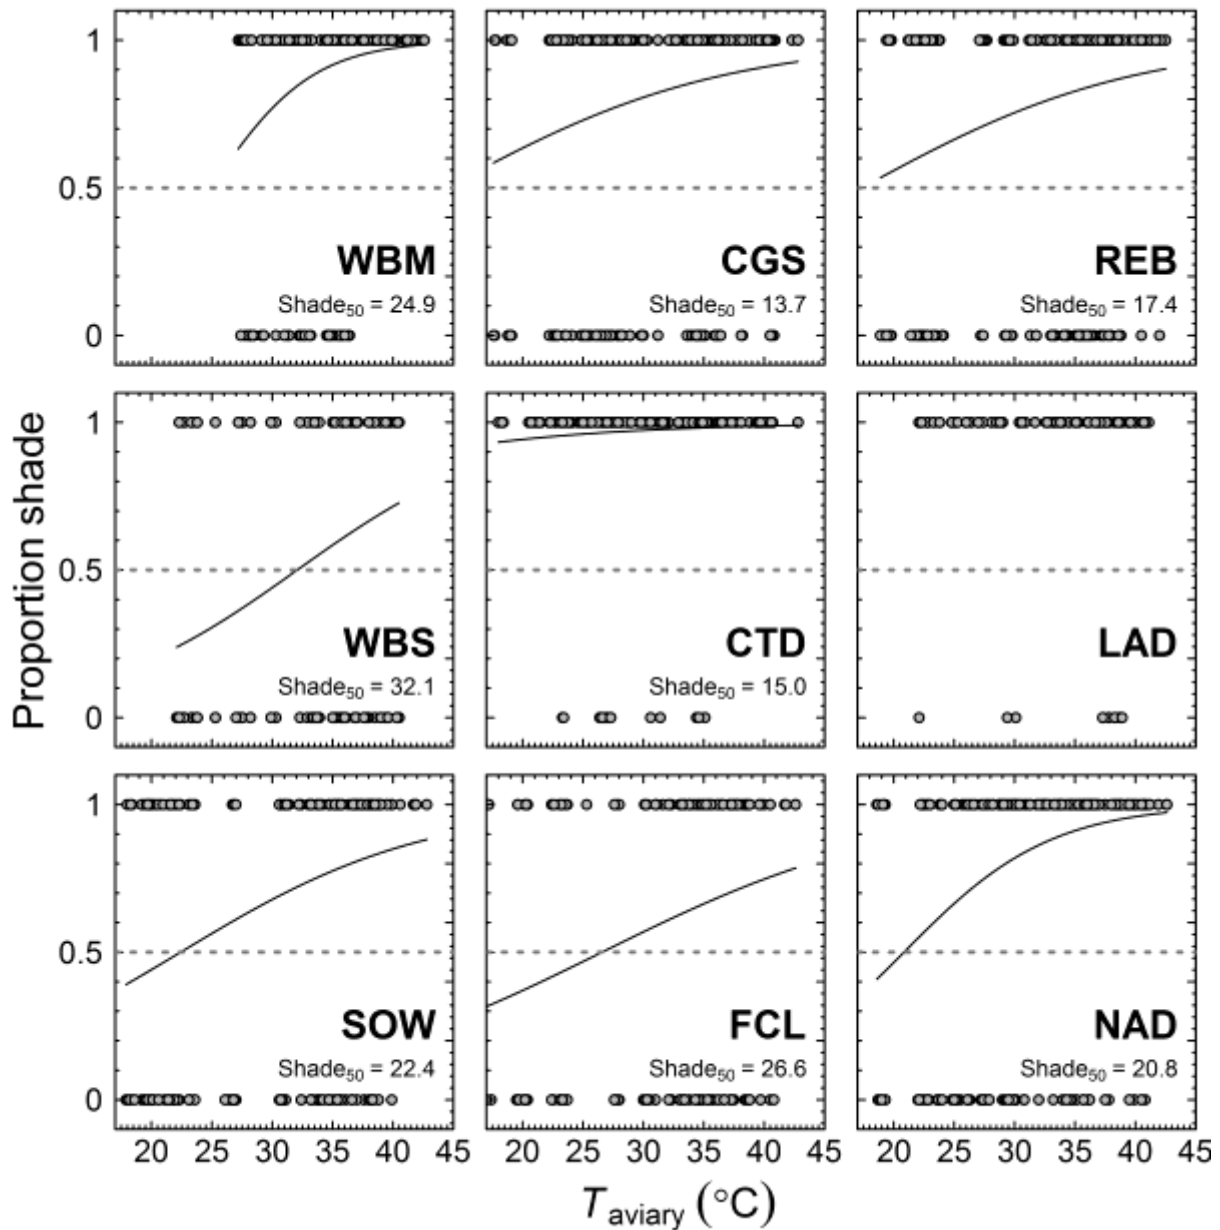 1
0.5
0
WBM
Shade50 = 24.9
CGS
Shade50 = 13.7
REB
Shade50 = 17.4
Proportion shade
1
0.5
0
WBS
Shade50 = 32.1
CTD
Shade50 = 15.0
LAD
1
0.5
0
SOW
Shade50 = 22.4
FCL
Shade50 = 26.6
NAD
Shade50 = 20.8
20 25 30 35 40 45
20 25 30 35 40 45
20 25 30 35 40 45
Taviary (°C)